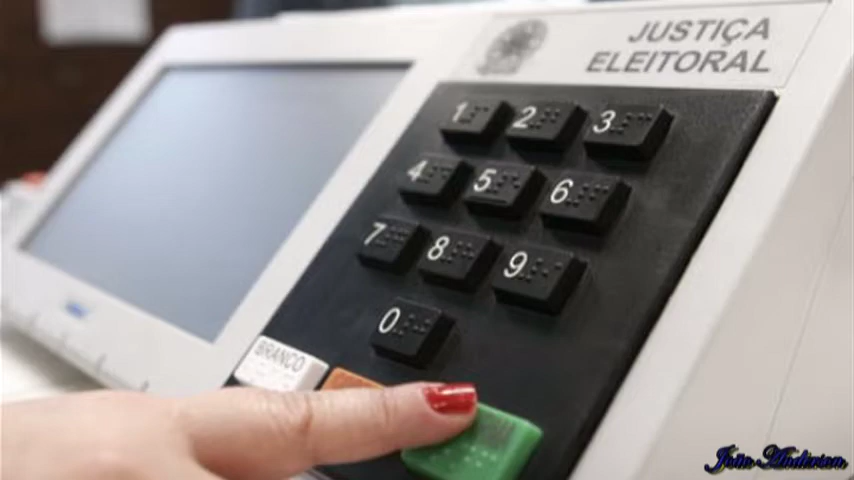 JUSTIÇA
ELEITORAL
1 2 3
4 5 6
7 8 9
0
BRANCO
João Anderson